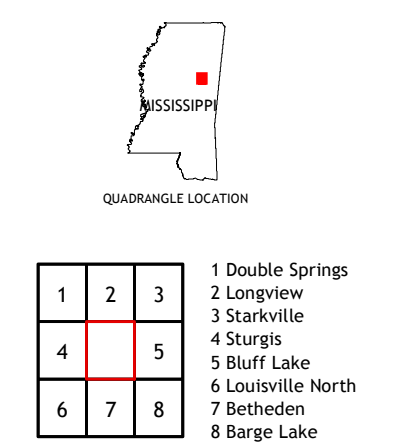 MISSISSIPPI
QUADRANGLE LOCATION
1 2 3
4 5
6 7 8
1 Double Springs
2 Longview
3 Starkville
4 Sturgis
5 Bluff Lake
6 Louisville North
7 Betheden
8 Barge Lake